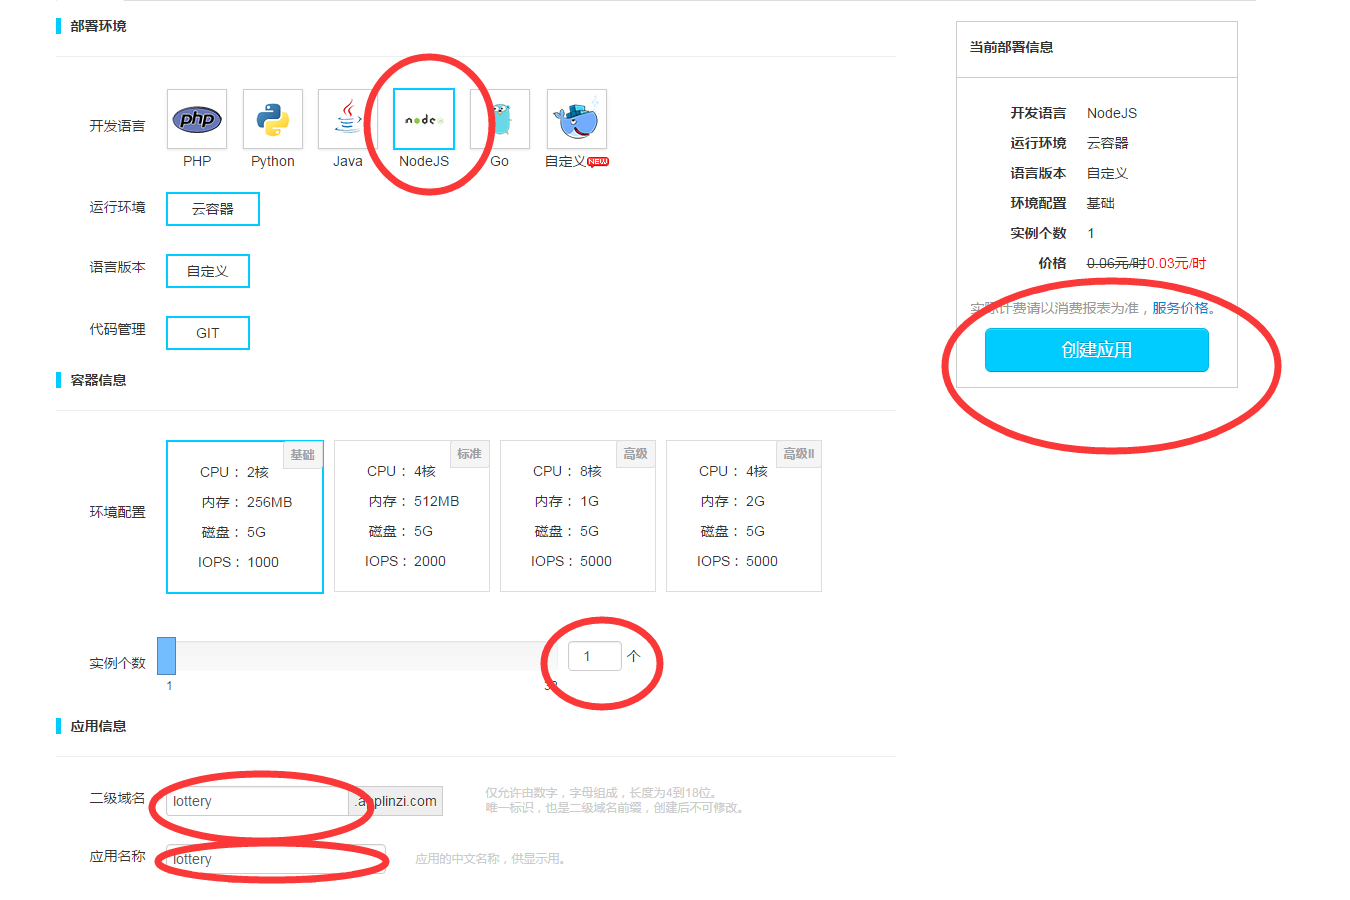 部署环境
开发语言
php
node
PHP
Python
Java
NodeJS
Go
自定义 NEW
运行环境
云容器
语言版本
自定义
代码管理
GIT
容器信息
环境配置
基础
CPU： 2核
内存： 256MB
磁盘： 5G
IOPS： 1000
标准
CPU： 4核
内存： 512MB
磁盘： 5G
IOPS： 2000
高级
CPU： 8核
内存： 1G
磁盘： 5G
IOPS： 5000
高级II
CPU： 4核
内存： 2G
磁盘： 5G
IOPS： 5000
实例个数
1 个
1
应用信息
二级域名
lottery .applinzi.com
仅允许由数字，字母组成，长度为4到18位。
唯一标识，也是二级域名前缀，创建后不可修改。
应用名称
lottery
应用的中文名称，供显示用。
当前部署信息
开发语言 NodeJS
运行环境 云容器
语言版本 自定义
环境配置 基础
实例个数 1
价格 0.06元/时0.03元/时
实际计费请以消费报表为准，服务价格。
创建应用